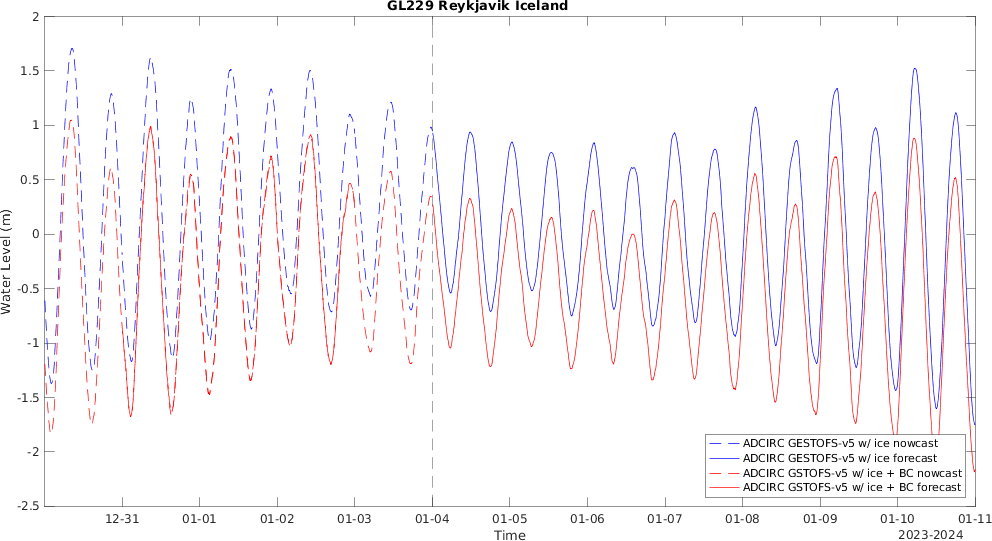 GL229 Reykjavik Iceland
2
1.5
1
0.5
0
-0.5
-1
-1.5
-2
-2.5
Water Level (m)
ADCIRC GESTOFS-v5 w/ ice nowcast
ADCIRC GESTOFS-v5 w/ ice forecast
ADCIRC GSTOFS-v5 w/ ice + BC nowcast
ADCIRC GSTOFS-v5 w/ ice + BC forecast
12-31 01-01 01-02 01-03 01-04 01-05 01-06 01-07 01-08 01-09 01-10 01-11
Time
2023-2024